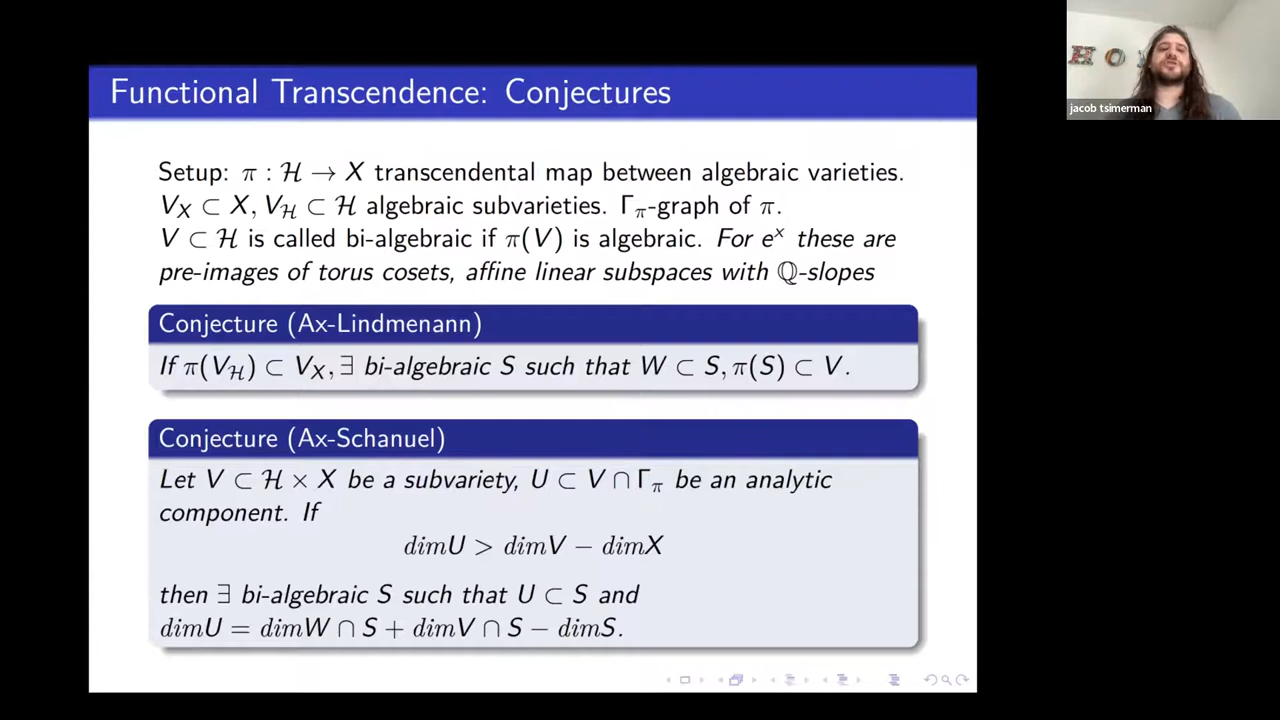 Functional Transcendence: Conjectures
Setup: π : ℋ → X transcendental map between algebraic varieties.
V_X ⊂ X, V_ℋ ⊂ ℋ algebraic subvarieties. Γ_π-graph of π.
V ⊂ ℋ is called bi-algebraic if π(V) is algebraic. For e^x these are
pre-images of torus cosets, affine linear subspaces with ℚ-slopes
Conjecture (Ax-Lindmenann)
If π(V_ℋ) ⊂ V_X, ∃ bi-algebraic S such that W ⊂ S, π(S) ⊂ V.
Conjecture (Ax-Schanuel)
Let V ⊂ ℋ × X be a subvariety, U ⊂ V ∩ Γ_π be an analytic
component. If
dimU > dimV − dimX
then ∃ bi-algebraic S such that U ⊂ S and
dimU = dimW ∩ S + dimV ∩ S − dimS.
H O
jacob tsimerman